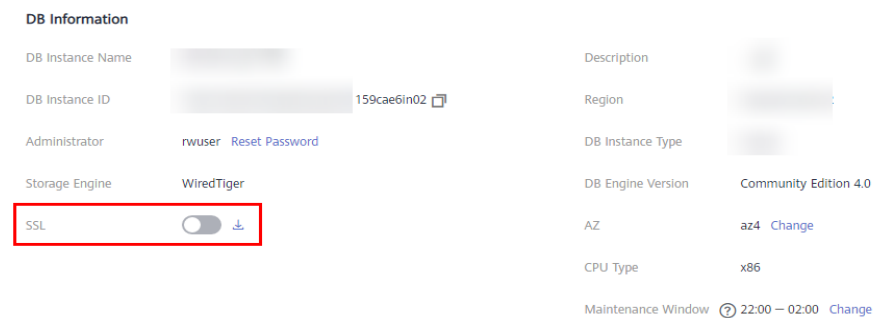 DB Information
DB Instance Name
Description
DB Instance ID 159cae6in02
Region
Administrator rwuser Reset Password
DB Instance Type
Storage Engine WiredTiger
DB Engine Version Community Edition 4.0
SSL
AZ az4 Change
CPU Type x86
Maintenance Window ? 22:00 — 02:00 Change